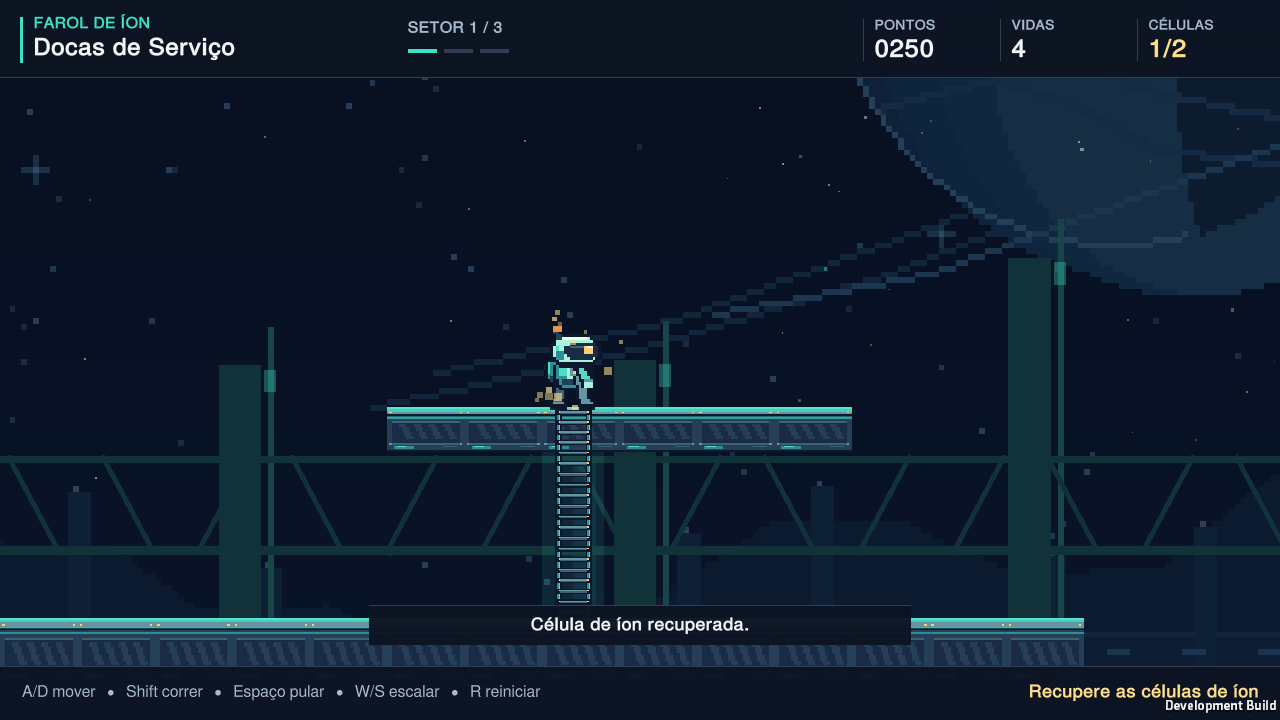 FAROL DE ÍON
Docas de Serviço
SETOR 1 / 3
PONTOS
0250
VIDAS
4
CÉLULAS
1/2
Célula de íon recuperada.
A/D mover • Shift correr • Espaço pular • W/S escalar • R reiniciar
Recupere as células de íon
Development Build